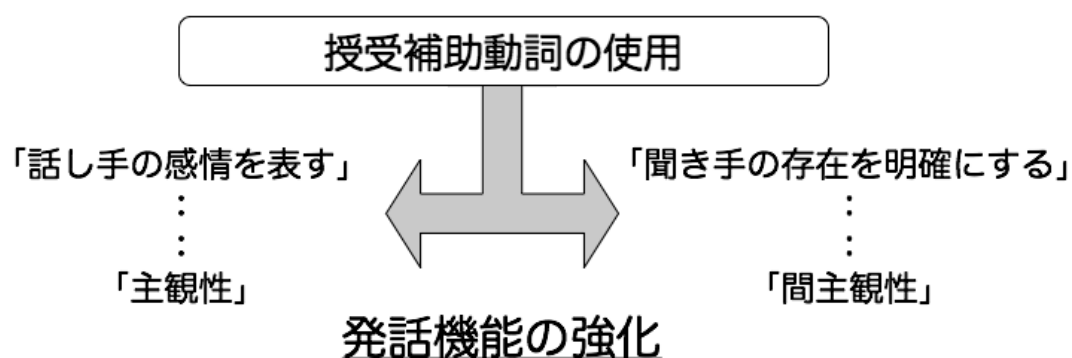 授受補助動詞の使用
「話し手の感情を表す」
「聞き手の存在を明確にする」
「主観性」
「間主観性」
発話機能の強化